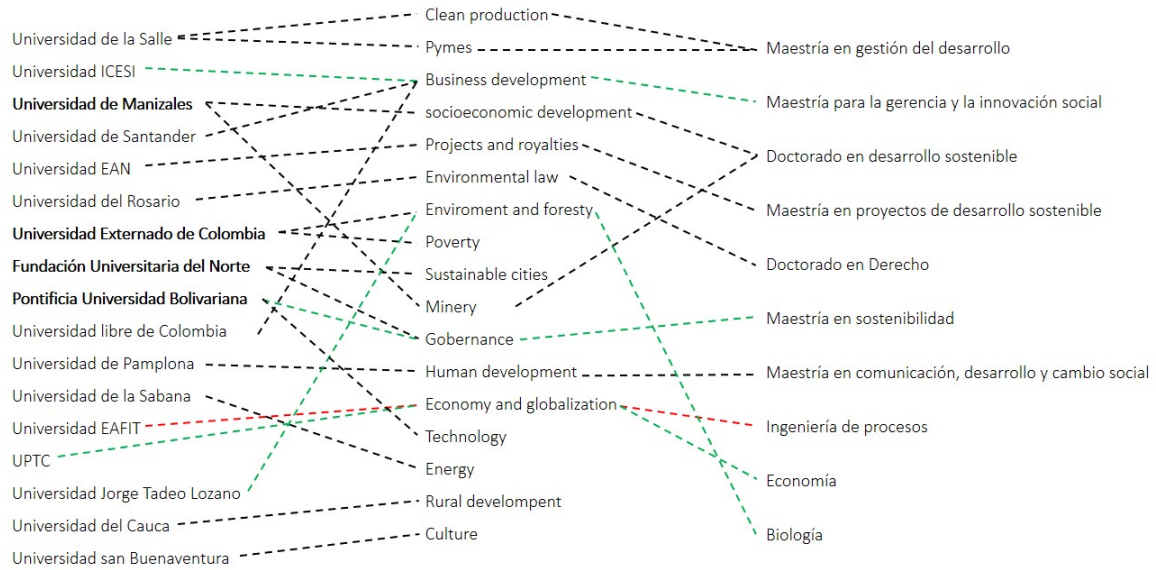 Universidad de la Salle
Universidad ICESI
Universidad de Manizales
Universidad de Santander
Universidad EAN
Universidad del Rosario
Universidad Externado de Colombia
Fundación Universitaria del Norte
Pontificia Universidad Bolivariana
Universidad libre de Colombia
Universidad de Pamplona
Universidad de la Sabana
Universidad EAFIT
UPTC
Universidad Jorge Tadeo Lozano
Universidad del Cauca
Universidad san Buenaventura
Clean production
Pymes
Business development
socioeconomic development
Projects and royalties
Environmental law
Enviroment and foresty
Poverty
Sustainable cities
Minery
Gobernance
Human development
Economy and globalization
Technology
Energy
Rural develompent
Culture
Maestría en gestión del desarrollo
Maestría para la gerencia y la innovación social
Doctorado en desarrollo sostenible
Maestría en proyectos de desarrollo sostenible
Doctorado en Derecho
Maestría en sostenibilidad
Maestría en comunicación, desarrollo y cambio social
Ingeniería de procesos
Economía
Biología